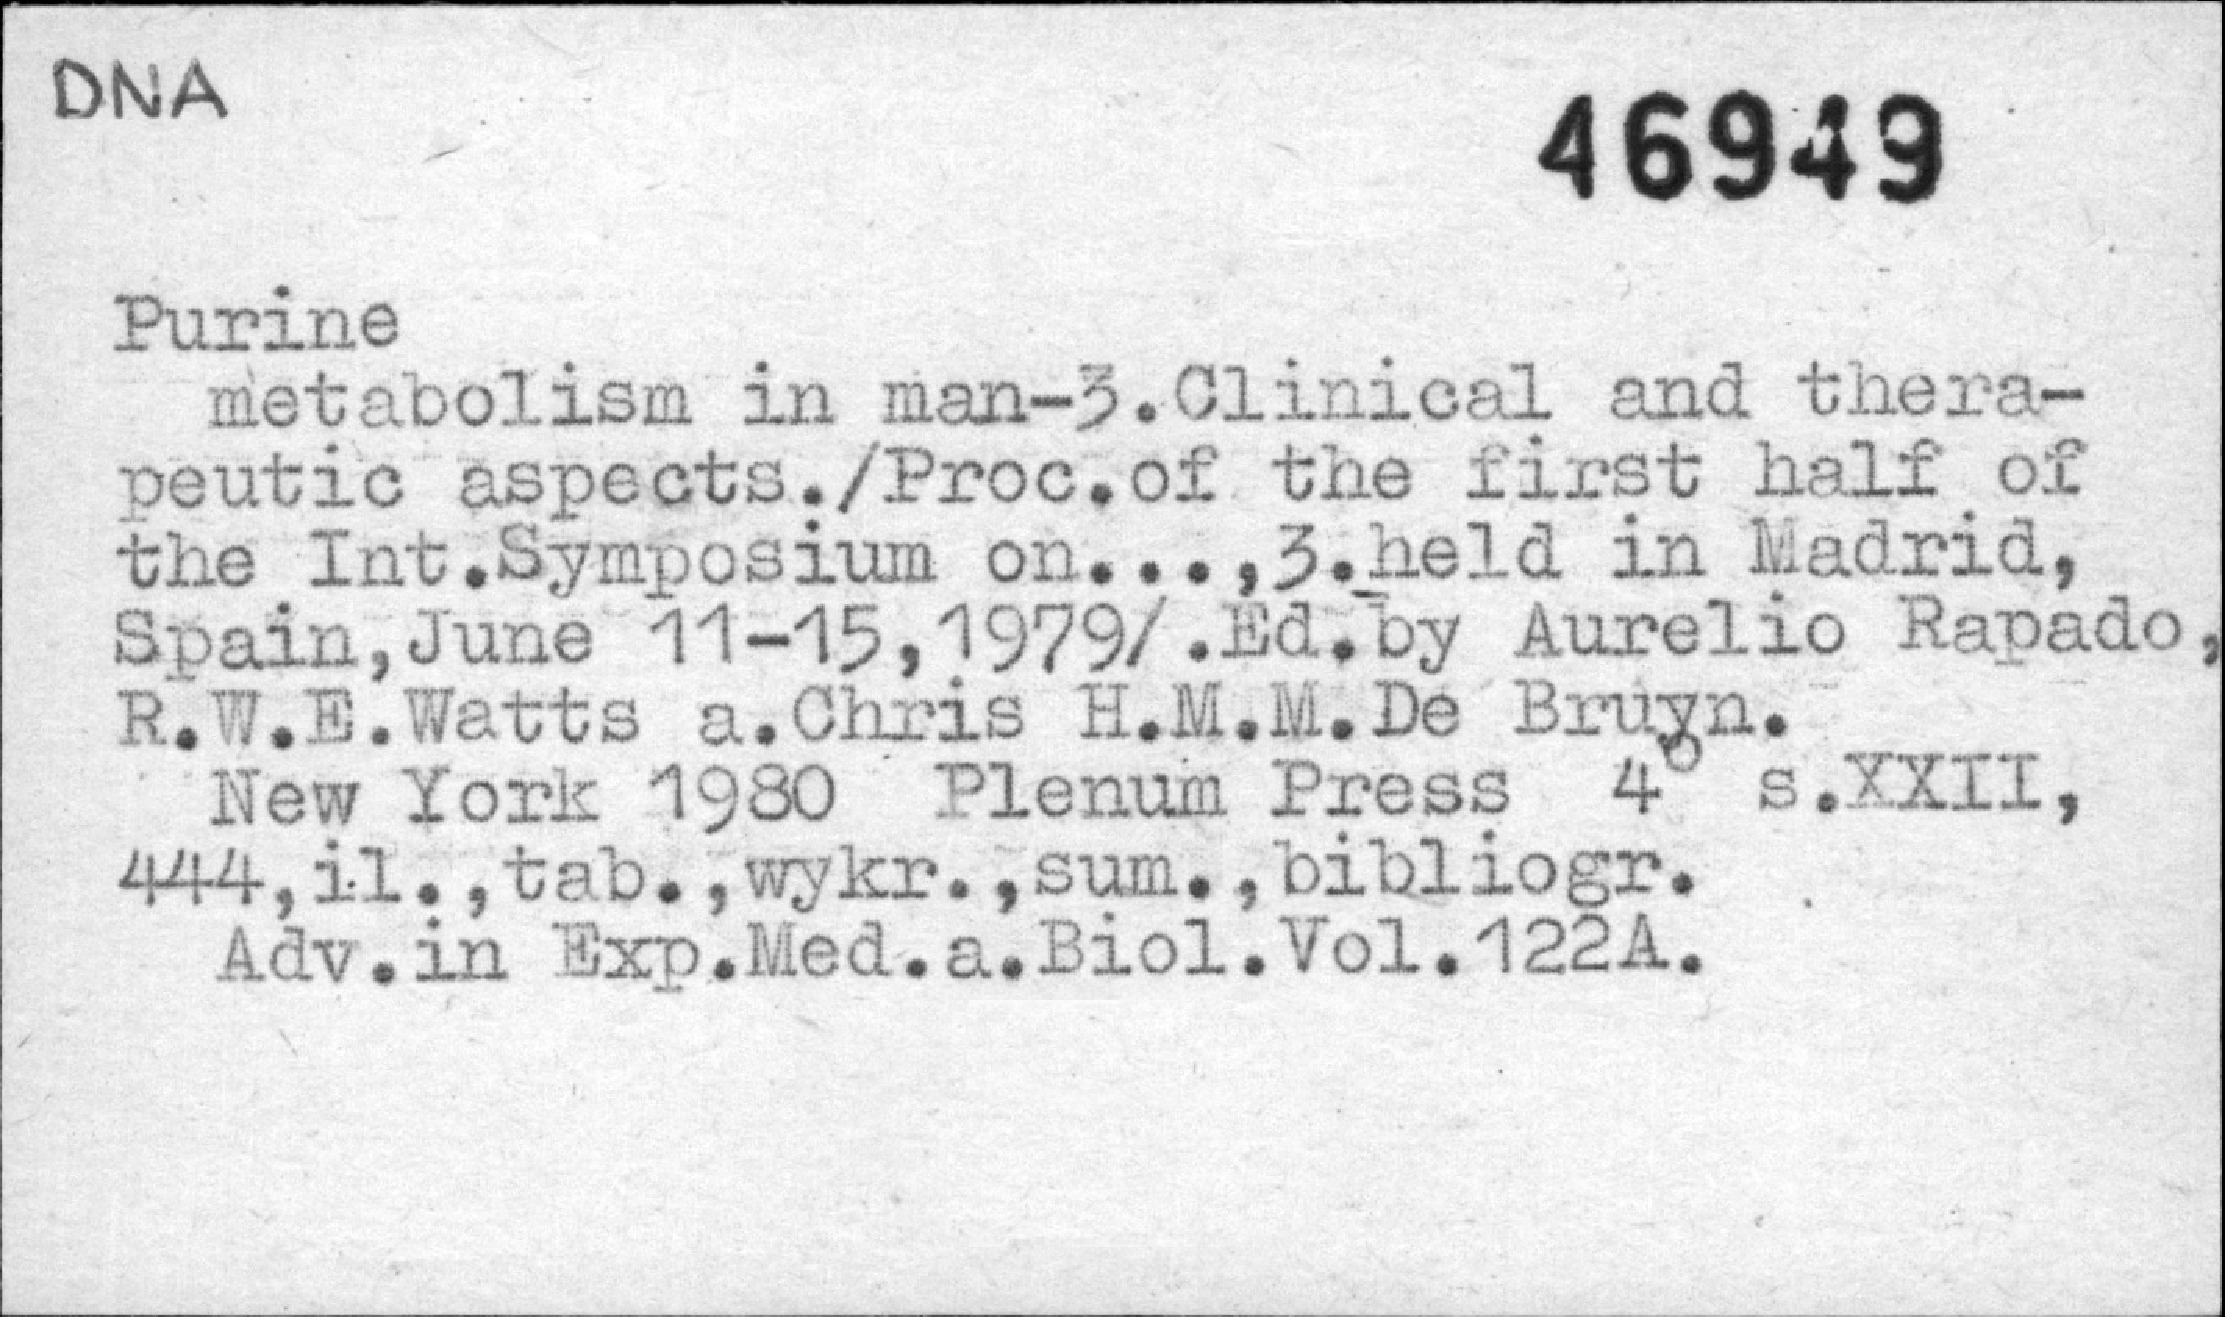 DNA
46949
Purine
metabolism in man-3.Clinical and thera-
peutic aspects./Proc.of the first half of
the Int.Symposium on...,3.held in Madrid,
Spain,June 11-15,1979/.Ed.by Aurelio Rapado,
R.W.E.Watts a.Chris H.M.M.De Bruyn.
New York 1980 Plenum Press 4° s.XXII,
444,il.,tab.,wykr.,sum.,bibliogr.
Adv.in Exp.Med.a.Biol.Vol.122A.